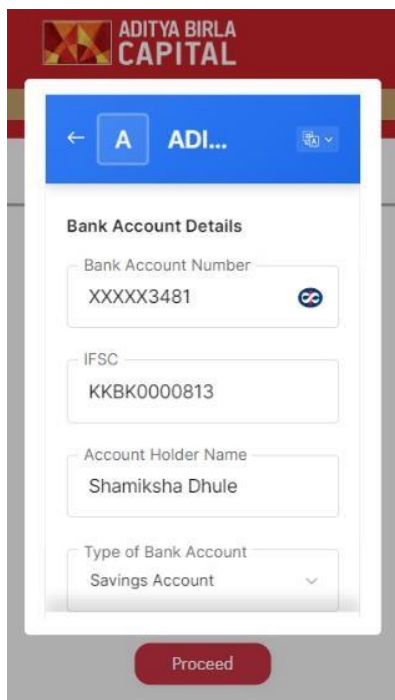 ADITYA BIRLA
CAPITAL
A ADI...
Bank Account Details
Bank Account Number
XXXXX3481
IFSC
KKBK0000813
Account Holder Name
Shamiksha Dhule
Type of Bank Account
Savings Account
Proceed